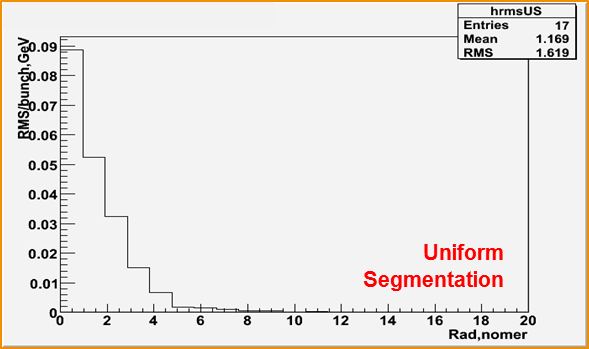 hrmsUS
Entries 17
Mean 1.169
RMS 1.619
RMS/bunch,GeV
0.09
0.08
0.07
0.06
0.05
0.04
0.03
0.02
0.01
0
Uniform
Segmentation
0 2 4 6 8 10 12 14 16 18 20
Rad,nomer